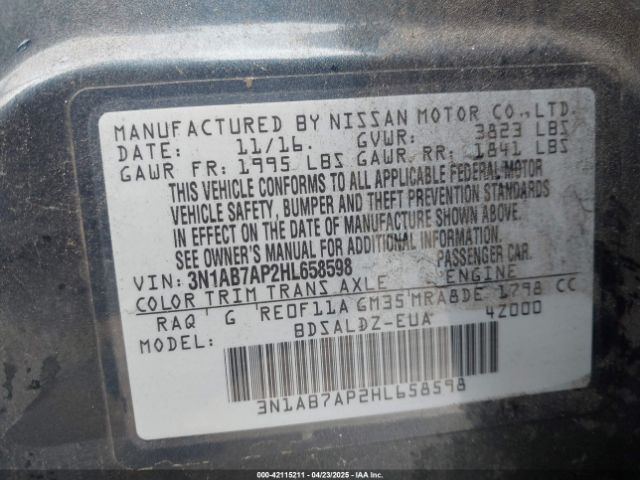 MANUFACTURED BY NISSAN MOTOR CO.,LTD.
DATE: 11/16. GVWR: 3823 LBS
GAWR FR: 1995 LBS GAWR RR: 1841 LBS
THIS VEHICLE CONFORMS TO ALL APPLICABLE FEDERAL MOTOR
VEHICLE SAFETY, BUMPER AND THEFT PREVENTION STANDARDS
IN EFFECT ON THE DATE OF MANUFACTURE SHOWN ABOVE.
SEE OWNER'S MANUAL FOR ADDITIONAL INFORMATION.
VIN: 3N1AB7AP2HL658598 PASSENGER CAR.
COLOR TRIM TRANS AXLE ENGINE
RAQ G RE0F11A GM35 MRA8DE 1798 CC
MODEL: BDSALDZ-EUA 4Z000
3N1AB7AP2HL658598
000-42115211 - 04/23/2025 - IAA Inc.